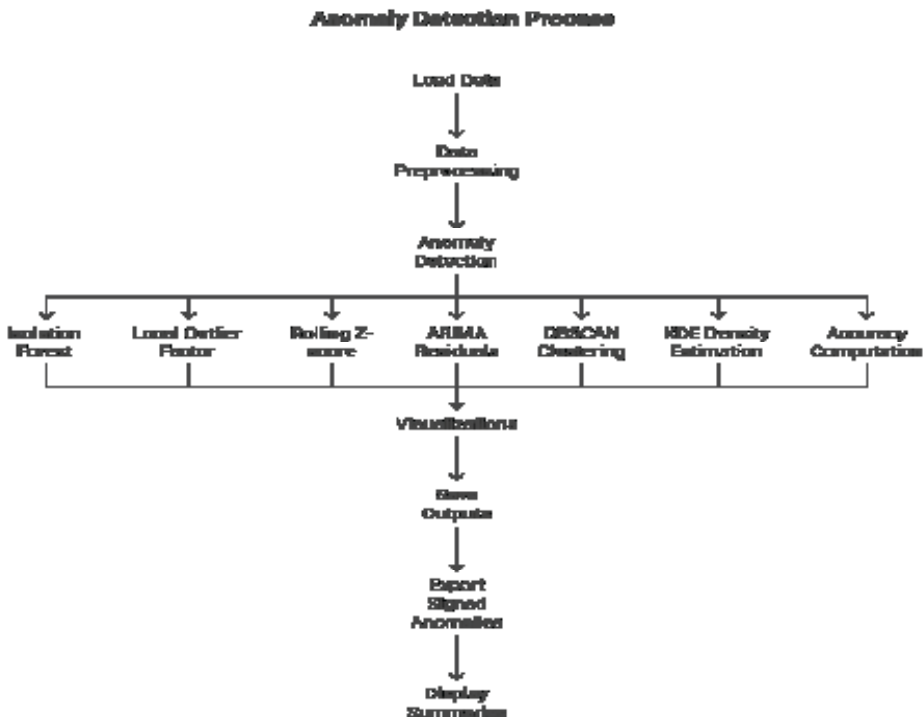 Anomaly Detection Process
Load Data
Data
Preprocessing
Anomaly
Detection
Isolation
Forest
Local Outlier
Factor
Rolling Z-
score
ARIMA
Residuals
DBSCAN
Clustering
KDE Density
Estimation
Accuracy
Computation
Visualizations
Save
Outputs
Export
Signed
Anomalies
Display
Summaries